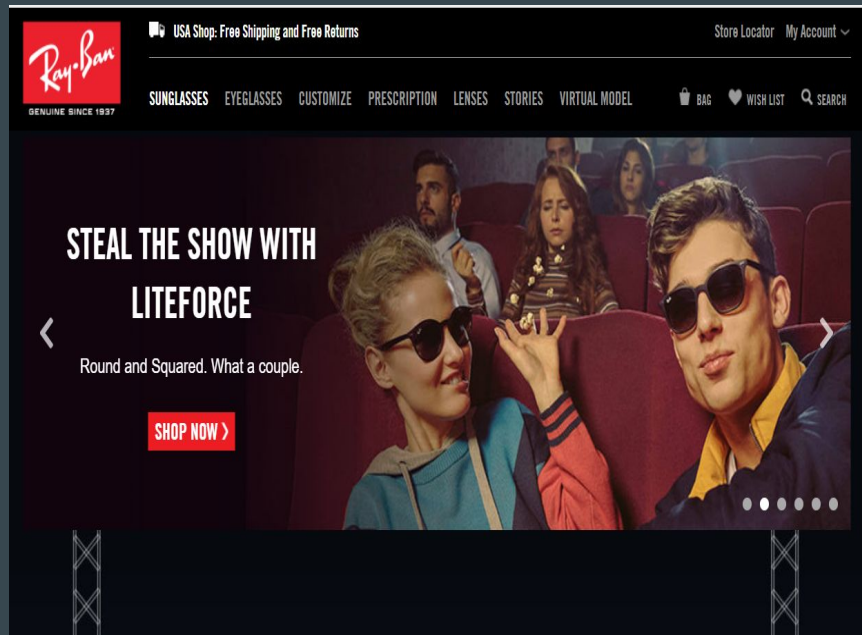 Ray-Ban
GENUINE SINCE 1937
USA Shop: Free Shipping and Free Returns
Store Locator My Account
SUNGLASSES EYEGLASSES CUSTOMIZE PRESCRIPTION LENSES STORIES VIRTUAL MODEL BAG WISH LIST SEARCH
STEAL THE SHOW WITH
LITEFORCE
Round and Squared. What a couple.
SHOP NOW